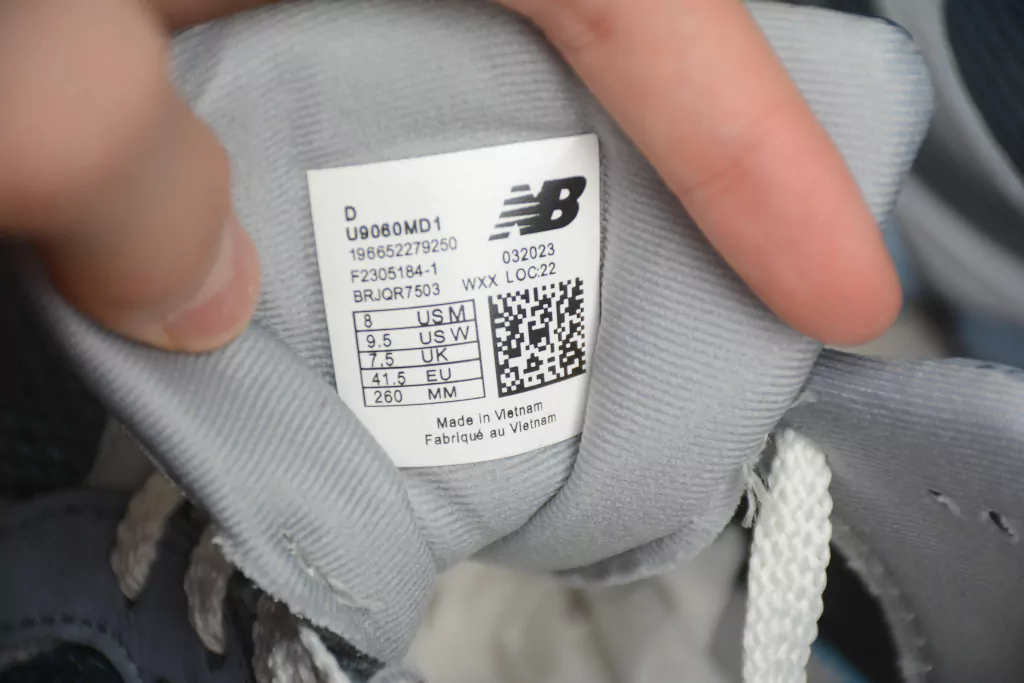 D
U9060MD1
196652279250
F2305184-1
BRJQR7503
NB
032023
WXX LOC:22
8 US M
9.5 US W
7.5 UK
41.5 EU
260 MM
Made in Vietnam
Fabriqué au Vietnam